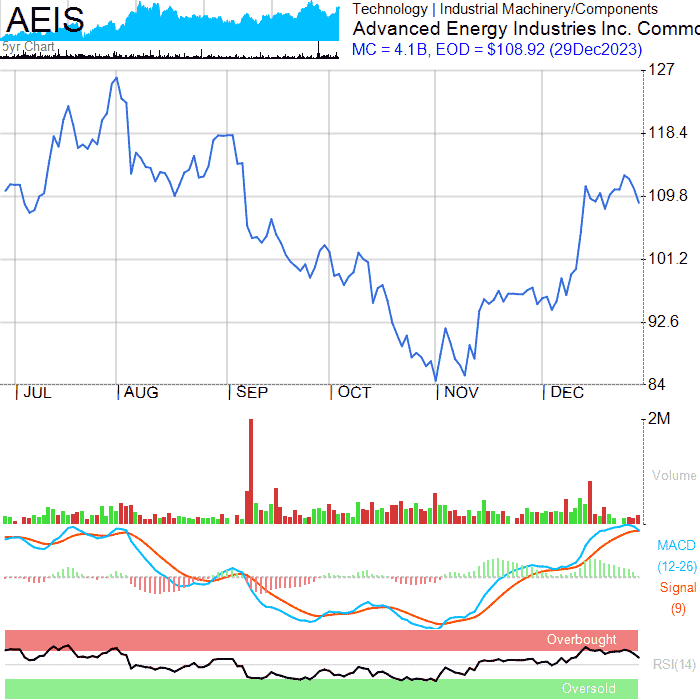 AEIS
5yr Chart
Technology | Industrial Machinery/Components
Advanced Energy Industries Inc. Commo
MC = 4.1B, EOD = $108.92 (29Dec2023)
127
118.4
109.8
101.2
92.6
84
JUL AUG SEP OCT NOV DEC
2M
Volume
MACD
(12-26)
Signal
(9)
Overbought
RSI(14)
Oversold